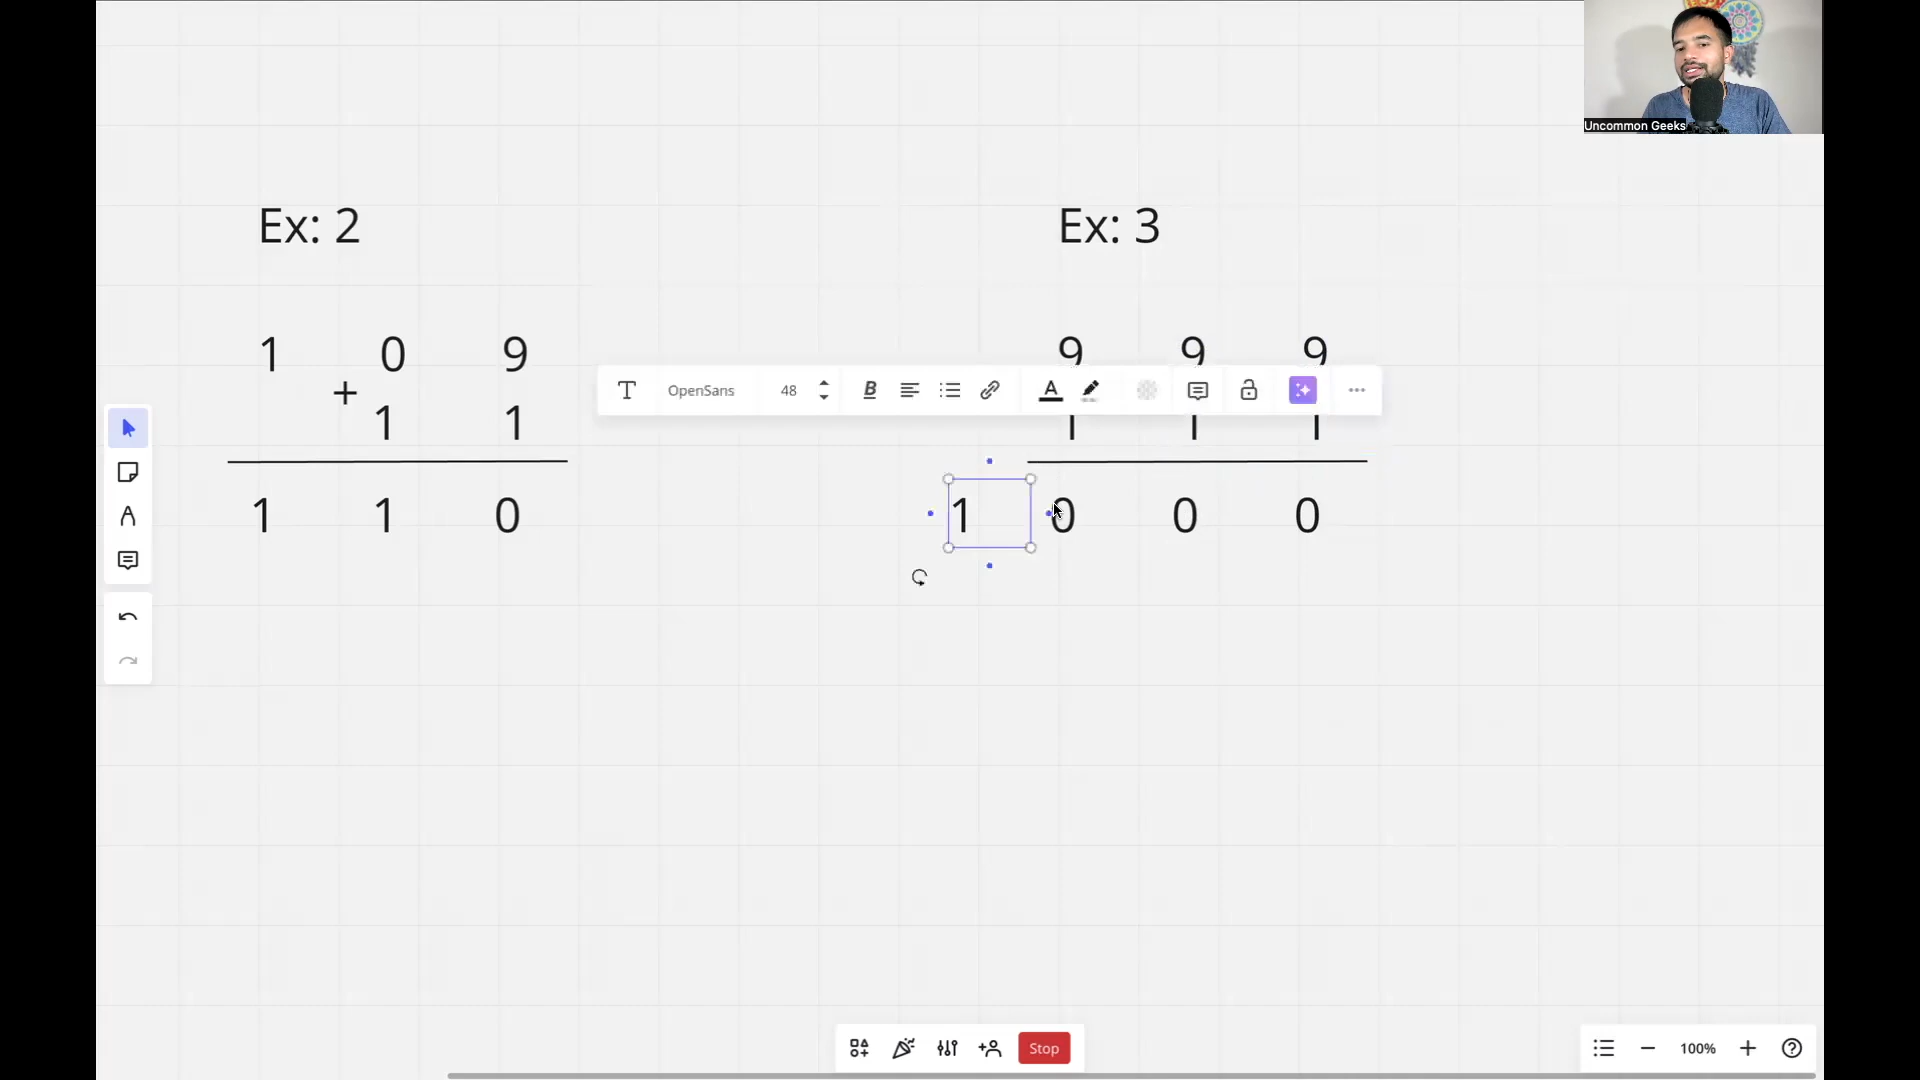 Uncommon Geeks
Ex: 2
Ex: 3
1 0 9
9 9 9
+
OpenSans 48 B A
1 1
1 1 1
1 1 0
1 0 0 0
Stop
100%